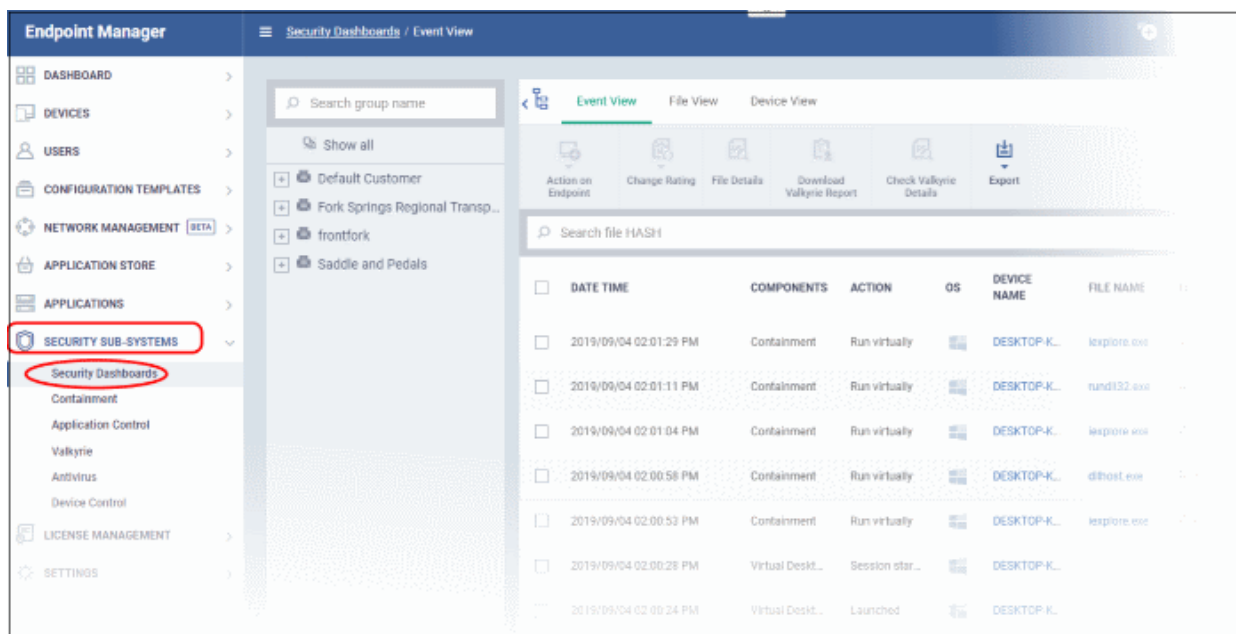 Endpoint Manager
Security Dashboards / Event View
DASHBOARD
DEVICES
USERS
CONFIGURATION TEMPLATES
NETWORK MANAGEMENT BETA
APPLICATION STORE
APPLICATIONS
SECURITY SUB-SYSTEMS
Security Dashboards
Containment
Application Control
Valkyrie
Antivirus
Device Control
LICENSE MANAGEMENT
SETTINGS
Search group name
Show all
Default Customer
Fork Springs Regional Transp...
frontfork
Saddle and Pedals
Event View File View Device View
Action on Endpoint
Change Rating
File Details
Download Valkyrie Report
Check Valkyrie Details
Export
Search file HASH
DATE TIME COMPONENTS ACTION OS DEVICE NAME FILE NAME
2019/09/04 02:01:29 PM Containment Run virtually DESKTOP-K... iexplore.exe
2019/09/04 02:01:11 PM Containment Run virtually DESKTOP-K... rundll32.exe
2019/09/04 02:01:04 PM Containment Run virtually DESKTOP-K... iexplore.exe
2019/09/04 02:00:58 PM Containment Run virtually DESKTOP-K... dllhost.exe
2019/09/04 02:00:53 PM Containment Run virtually DESKTOP-K... iexplore.exe
2019/09/04 02:00:28 PM Virtual Deskt... Session star... DESKTOP-K...
2019/09/04 02:00:24 PM Virtual Deskt... Launched DESKTOP-K...